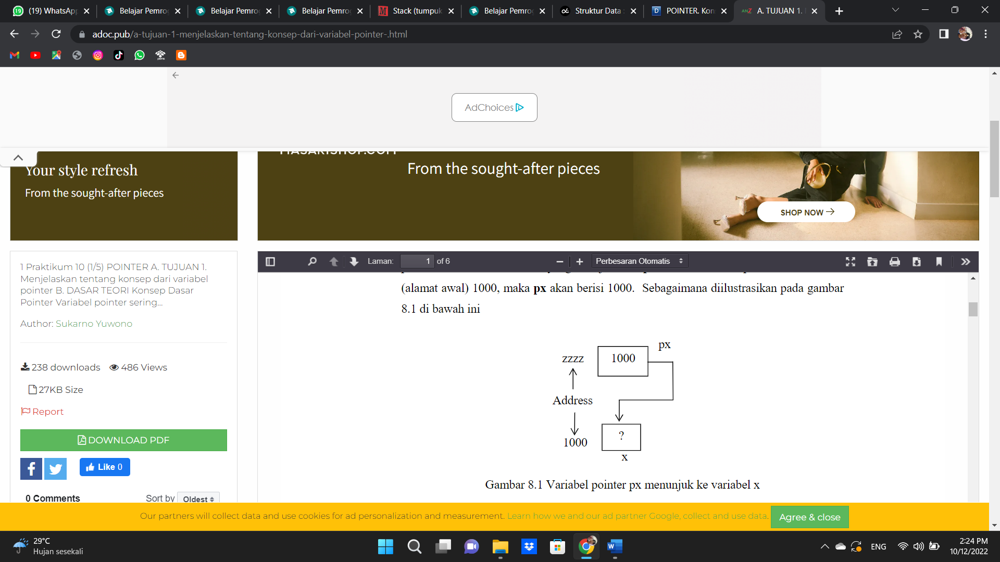 (19) WhatsApp
Belajar Pemro
Belajar Pemro
Belajar Pemro
Stack (tumpuk
Belajar Pemro
Struktur Data
POINTER. Kon
A. TUJUAN 1.
adoc.pub/a-tujuan-1-menjelaskan-tentang-konsep-dari-variabel-pointer-.html
AdChoices
Your style refresh
From the sought-after pieces
From the sought-after pieces
SHOP NOW
1 Praktikum 10 (1/5) POINTER A. TUJUAN 1.
Menjelaskan tentang konsep dari variabel
pointer B. DASAR TEORI Konsep Dasar
Pointer Variabel pointer sering...
Author: Sukarno Yuwono
238 downloads 486 Views
27KB Size
Report
DOWNLOAD PDF
Like 0
0 Comments
Sort by Oldest
Laman: 1 of 6
Perbesaran Otomatis
(alamat awal) 1000, maka px akan berisi 1000. Sebagaimana diilustrasikan pada gambar
8.1 di bawah ini
px
zzzz
1000
Address
1000
?
x
Gambar 8.1 Variabel pointer px menunjuk ke variabel x
Our partners will collect data and use cookies for ad personalization and measurement. Learn how we and our ad partner Google, collect and use data.
Agree & close
29°C
Hujan sesekali
ENG
2:24 PM
10/12/2022